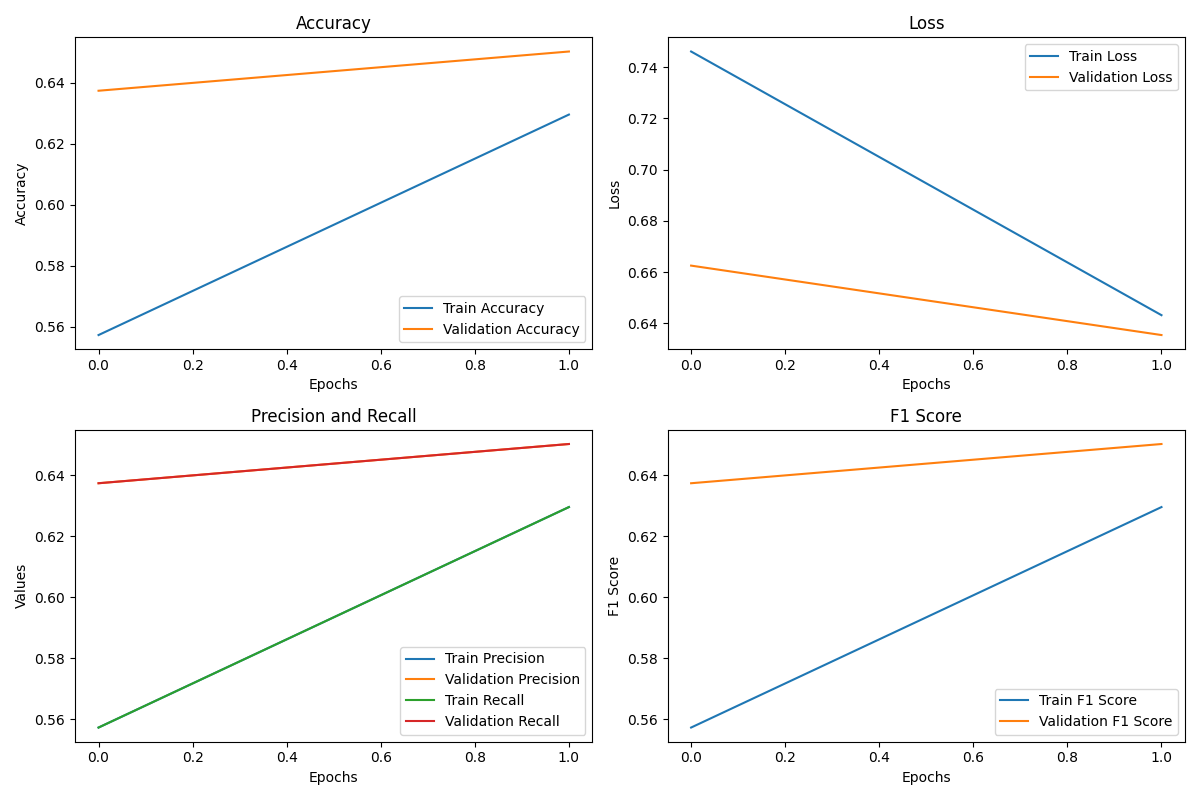 Accuracy
Accuracy
0.64
0.62
0.60
0.58
0.56
Train Accuracy
Validation Accuracy
0.0 0.2 0.4 0.6 0.8 1.0
Epochs
Loss
Loss
0.74
0.72
0.70
0.68
0.66
0.64
Train Loss
Validation Loss
0.0 0.2 0.4 0.6 0.8 1.0
Epochs
Precision and Recall
Values
0.64
0.62
0.60
0.58
0.56
Train Precision
Validation Precision
Train Recall
Validation Recall
0.0 0.2 0.4 0.6 0.8 1.0
Epochs
F1 Score
F1 Score
0.64
0.62
0.60
0.58
0.56
Train F1 Score
Validation F1 Score
0.0 0.2 0.4 0.6 0.8 1.0
Epochs